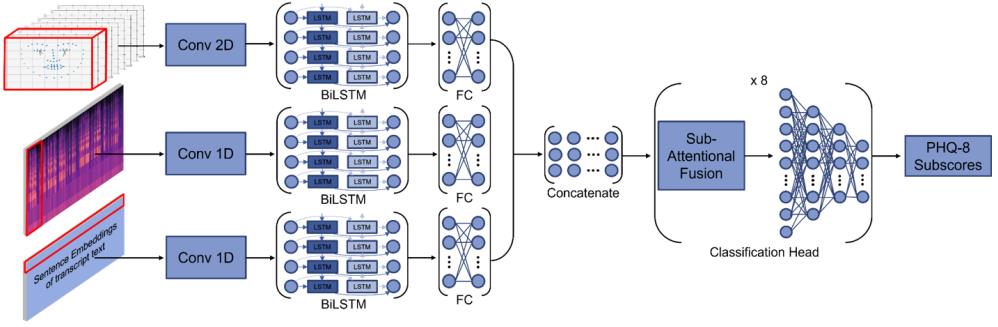 Conv 2D
LSTM LSTM
LSTM LSTM
LSTM LSTM
LSTM LSTM
BiLSTM
FC
Conv 1D
LSTM LSTM
LSTM LSTM
LSTM LSTM
LSTM LSTM
BiLSTM
FC
Sentence Embeddings
of transcript text
Conv 1D
LSTM LSTM
LSTM LSTM
LSTM LSTM
LSTM LSTM
BiLSTM
FC
Concatenate
x 8
Sub-
Attentional
Fusion
Classification Head
PHQ-8
Subscores